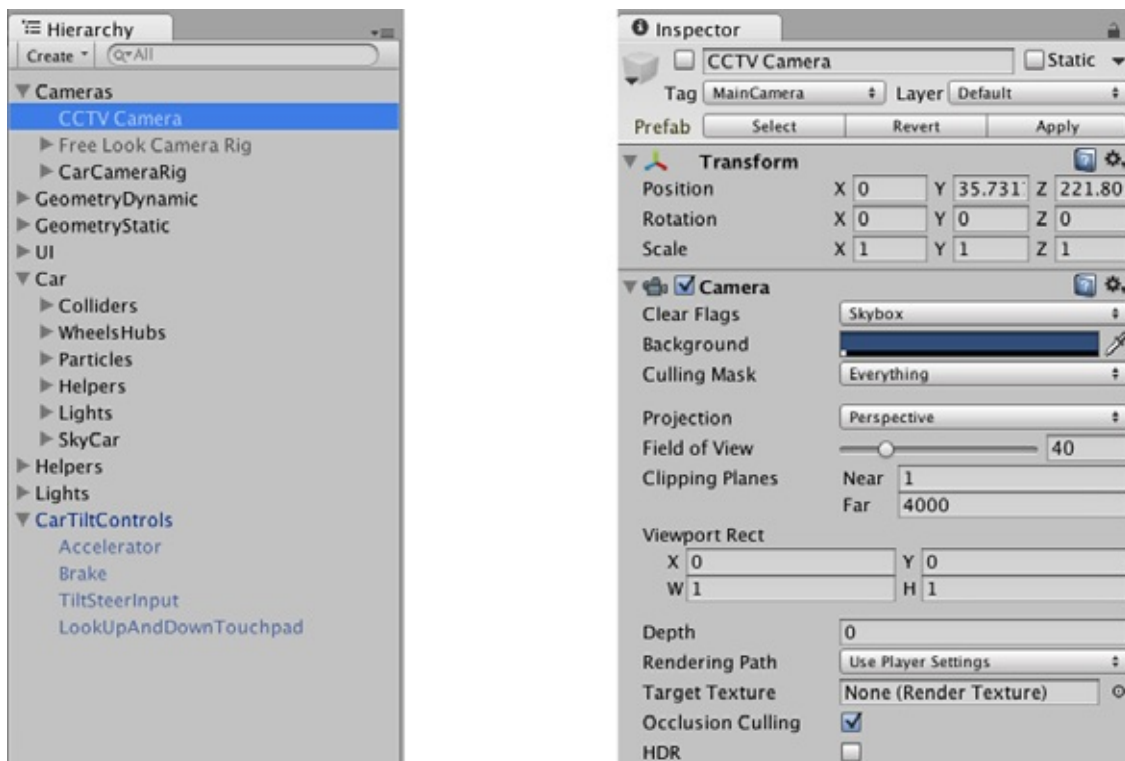 Hierarchy
Create
All
Cameras
CCTV Camera
Free Look Camera Rig
CarCameraRig
GeometryDynamic
GeometryStatic
UI
Car
Colliders
WheelsHubs
Particles
Helpers
Lights
SkyCar
Helpers
Lights
CarTiltControls
Accelerator
Brake
TiltSteerInput
LookUpAndDownTouchpad
Inspector
CCTV Camera Static
Tag MainCamera Layer Default
Prefab Select Revert Apply
Transform
Position X 0 Y 35.731 Z 221.80
Rotation X 0 Y 0 Z 0
Scale X 1 Y 1 Z 1
Camera
Clear Flags Skybox
Background
Culling Mask Everything
Projection Perspective
Field of View 40
Clipping Planes Near 1
Far 4000
Viewport Rect
X 0 Y 0
W 1 H 1
Depth 0
Rendering Path Use Player Settings
Target Texture None (Render Texture)
Occlusion Culling
HDR